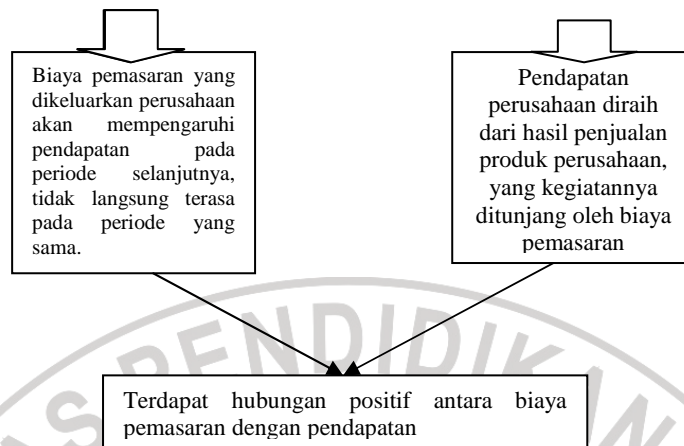 Biaya pemasaran yang
dikeluarkan perusahaan
akan mempengaruhi
pendapatan pada
periode selanjutnya,
tidak langsung terasa
pada periode yang
sama.
Pendapatan
perusahaan diraih
dari hasil penjualan
produk perusahaan,
yang kegiatannya
ditunjang oleh biaya
pemasaran
Terdapat hubungan positif antara biaya
pemasaran dengan pendapatan
AS PENDIDIKAN